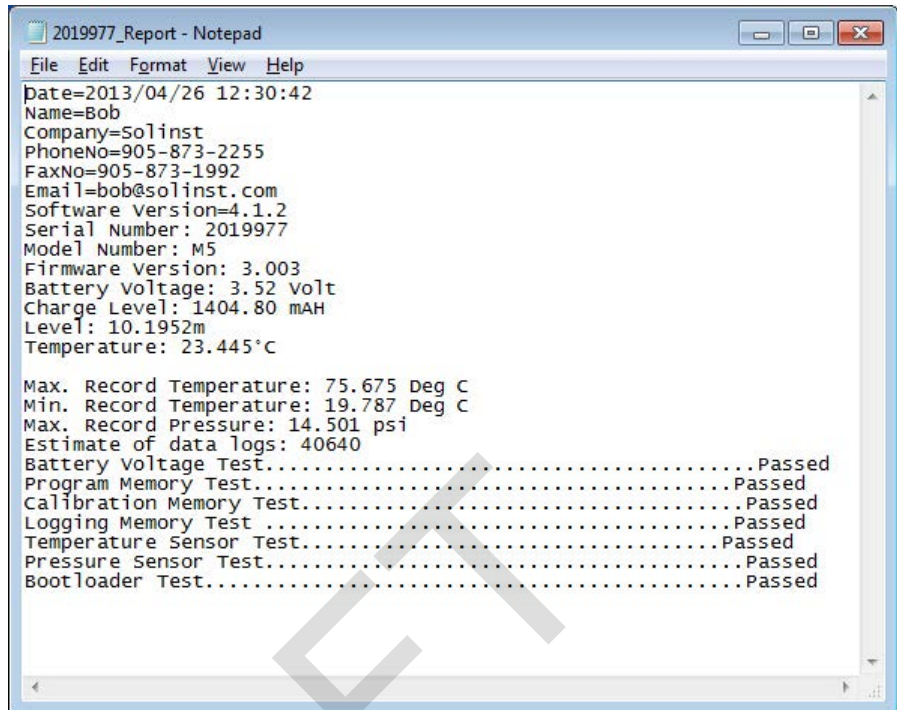 2019977_Report - Notepad
File Edit Format View Help
Date=2013/04/26 12:30:42
Name=Bob
Company=Solinst
PhoneNo=905-873-2255
FaxNo=905-873-1992
Email=bob@solinst.com
Software Version=4.1.2
Serial Number: 2019977
Model Number: M5
Firmware Version: 3.003
Battery Voltage: 3.52 Volt
Charge Level: 1404.80 mAH
Level: 10.1952m
Temperature: 23.445°C

Max. Record Temperature: 75.675 Deg C
Min. Record Temperature: 19.787 Deg C
Max. Record Pressure: 14.501 psi
Estimate of data logs: 40640
Battery Voltage Test.........................................Passed
Program Memory Test........................................Passed
Calibration Memory Test.....................................Passed
Logging Memory Test .......................................Passed
Temperature Sensor Test...................................Passed
Pressure Sensor Test........................................Passed
Bootloader Test.............................................Passed